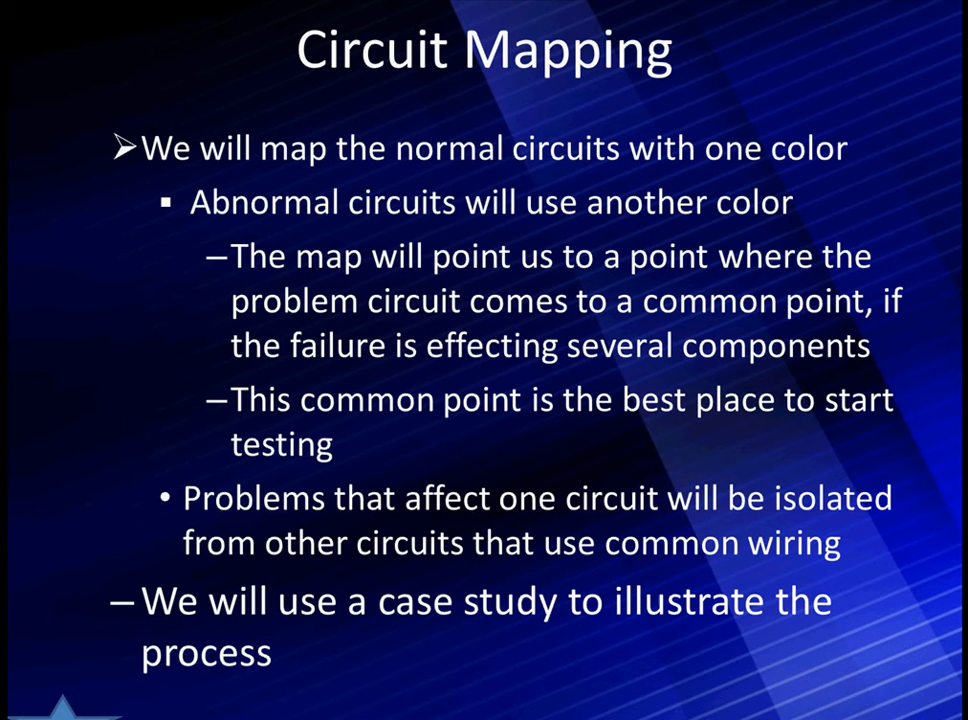 Circuit Mapping
➢We will map the normal circuits with one color
▪ Abnormal circuits will use another color
–The map will point us to a point where the
problem circuit comes to a common point, if
the failure is effecting several components
–This common point is the best place to start
testing
• Problems that affect one circuit will be isolated
from other circuits that use common wiring
– We will use a case study to illustrate the
process